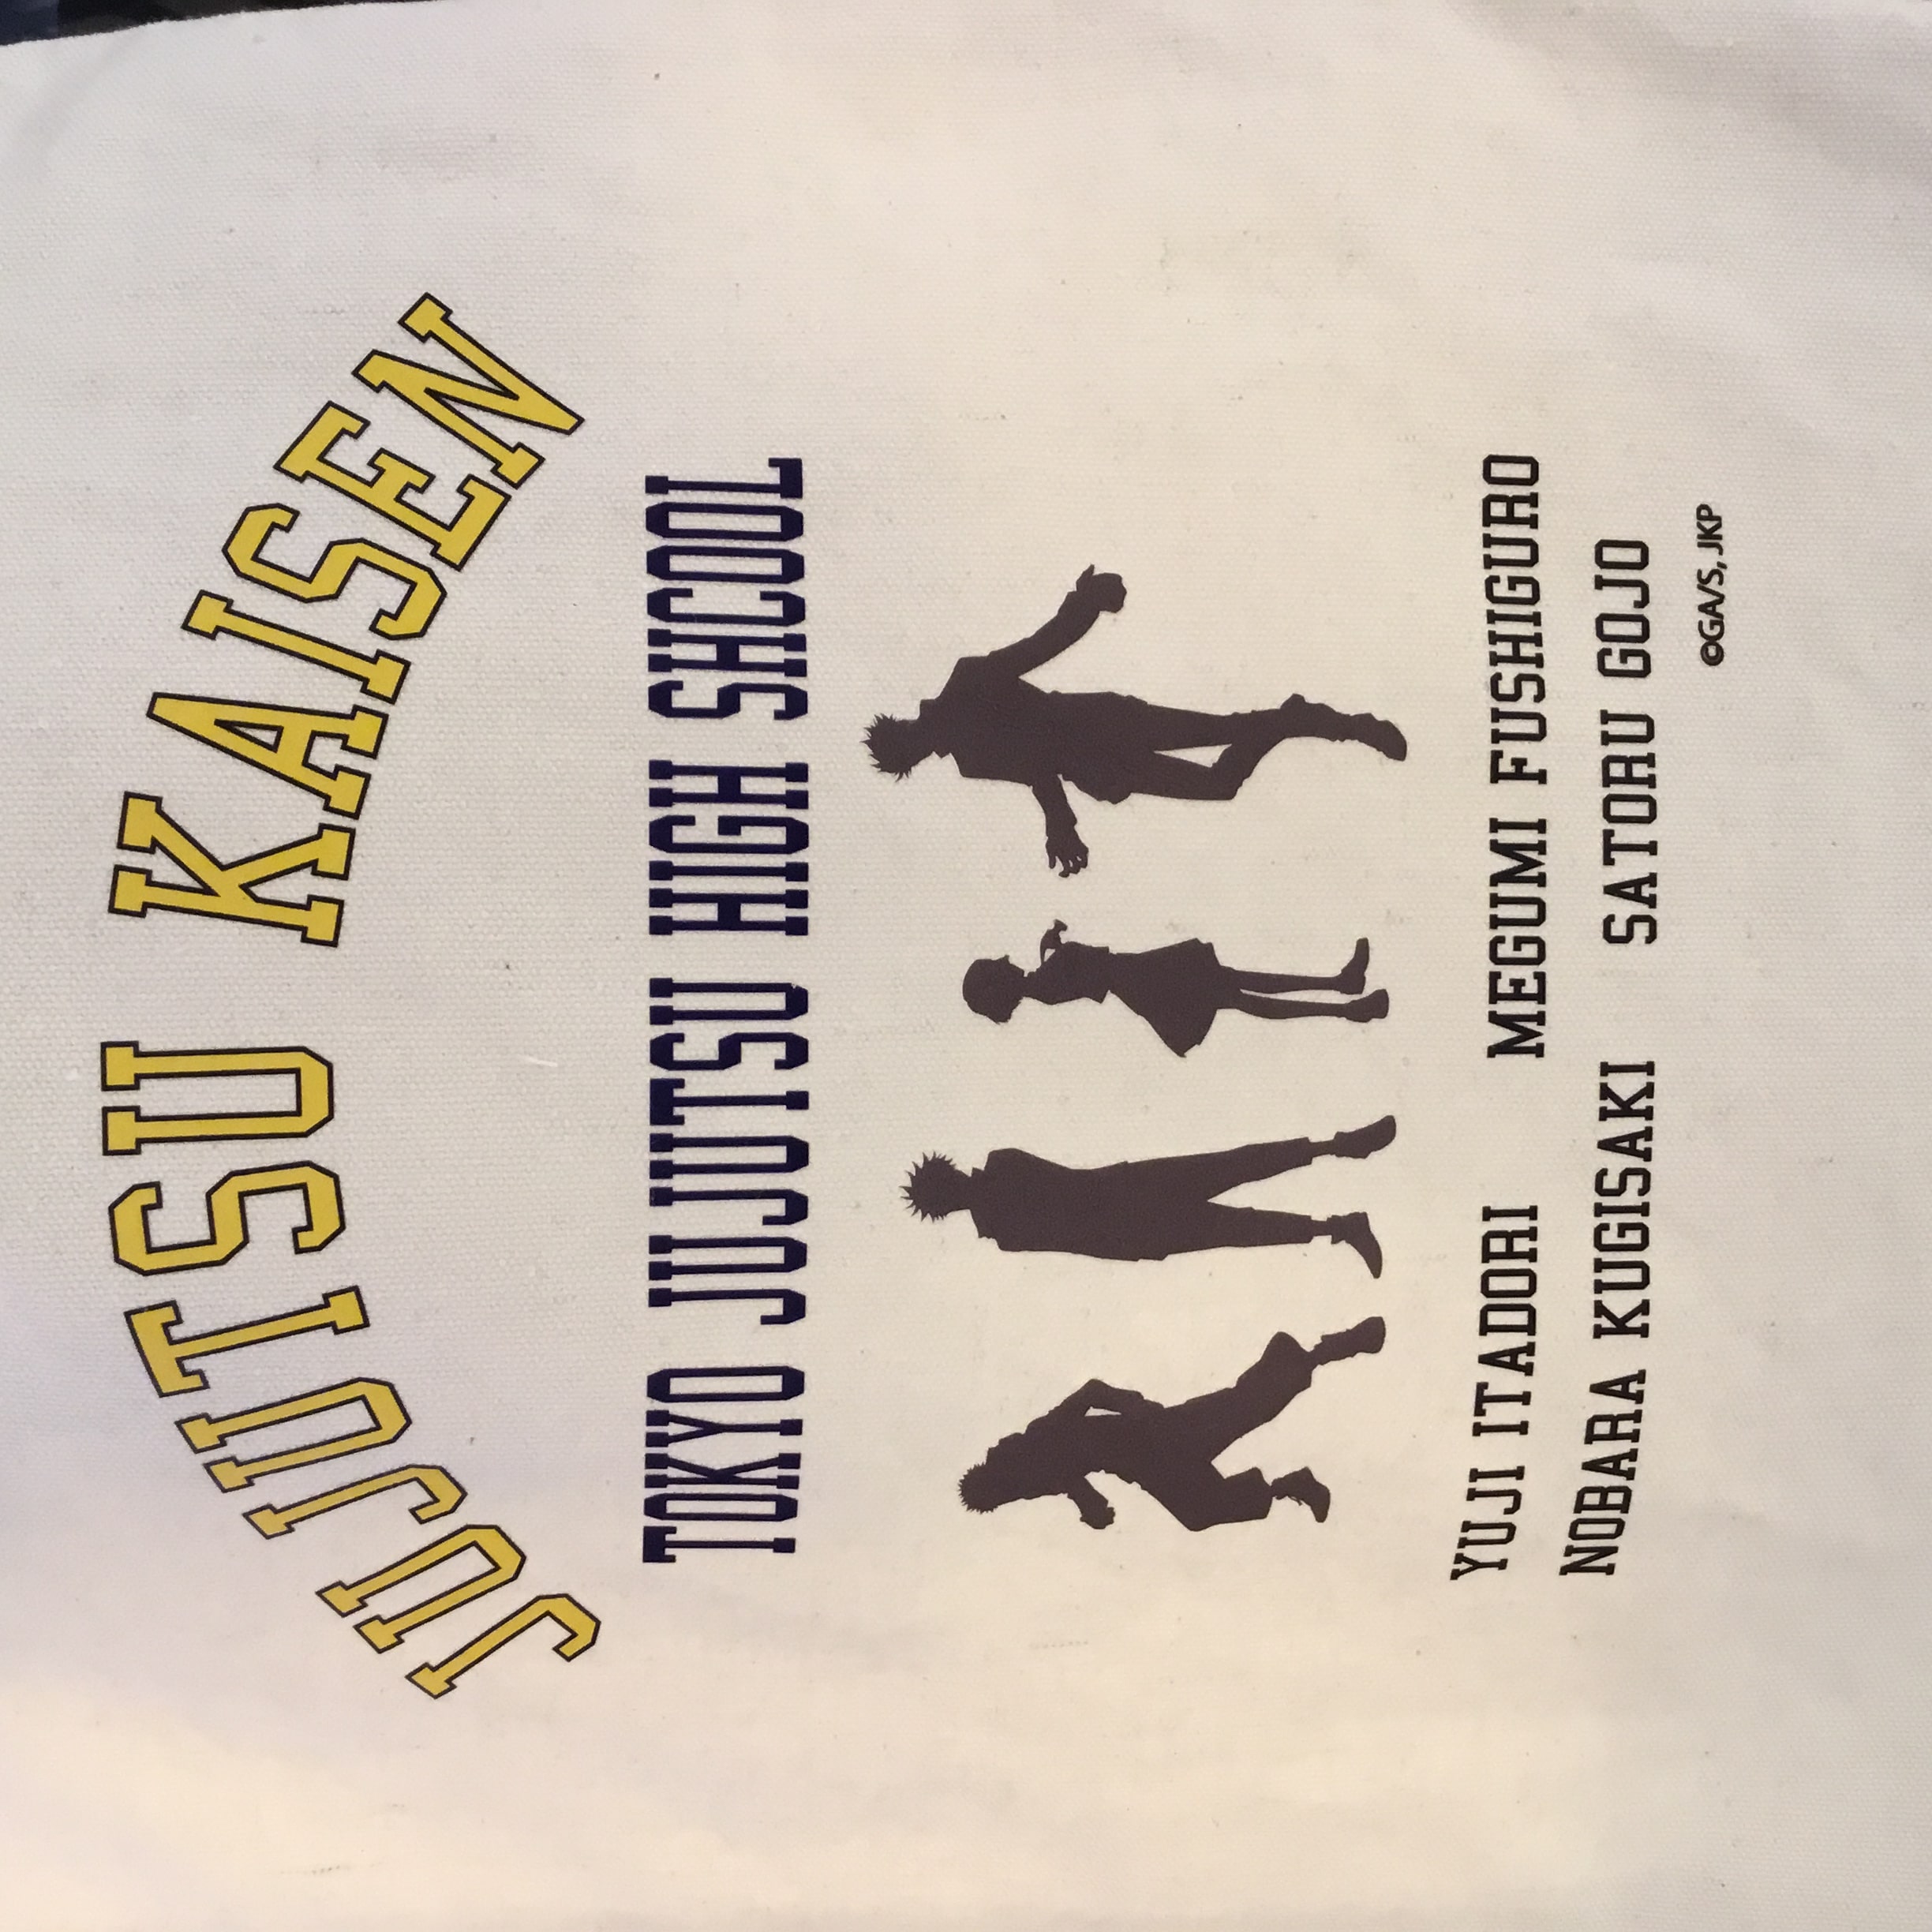 JUJUTSU KAISEN
TOKYO JUJUTSU HIGH SHCOOL
YUJI ITADORI MEGUMI FUSHIGURO
NOBARA KUGISAKI SATORU GOJO
©GA/S, JKP